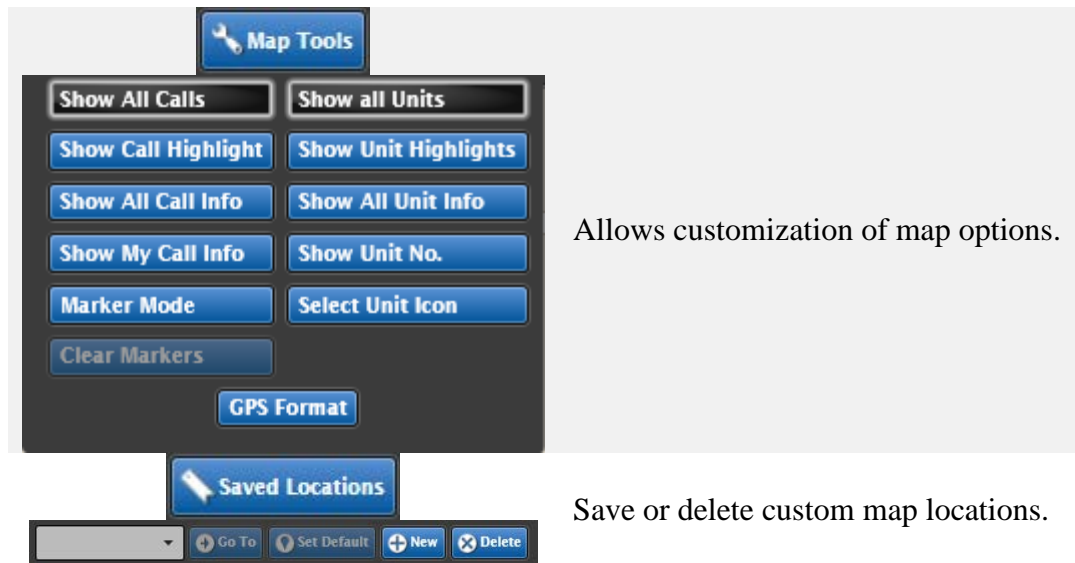 Map Tools
Show All Calls Show all Units
Show Call Highlight Show Unit Highlights
Show All Call Info Show All Unit Info
Show My Call Info Show Unit No.
Marker Mode Select Unit Icon
Clear Markers
GPS Format
Allows customization of map options.
Saved Locations
Go To Set Default New Delete
Save or delete custom map locations.